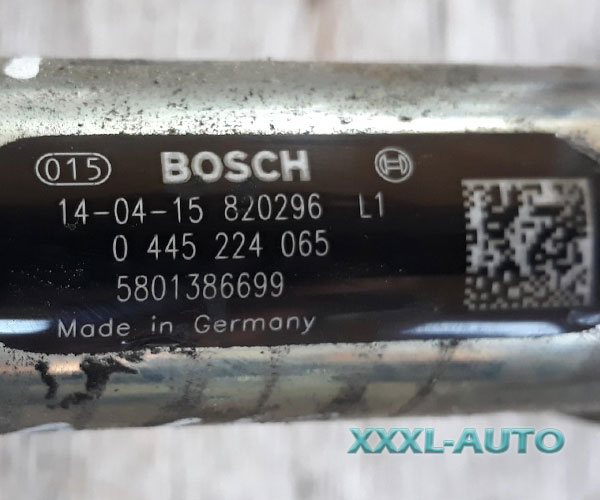 015 BOSCH
14-04-15 820296 L1
0 445 224 065
5801386699
Made in Germany
XXXL-AUTO